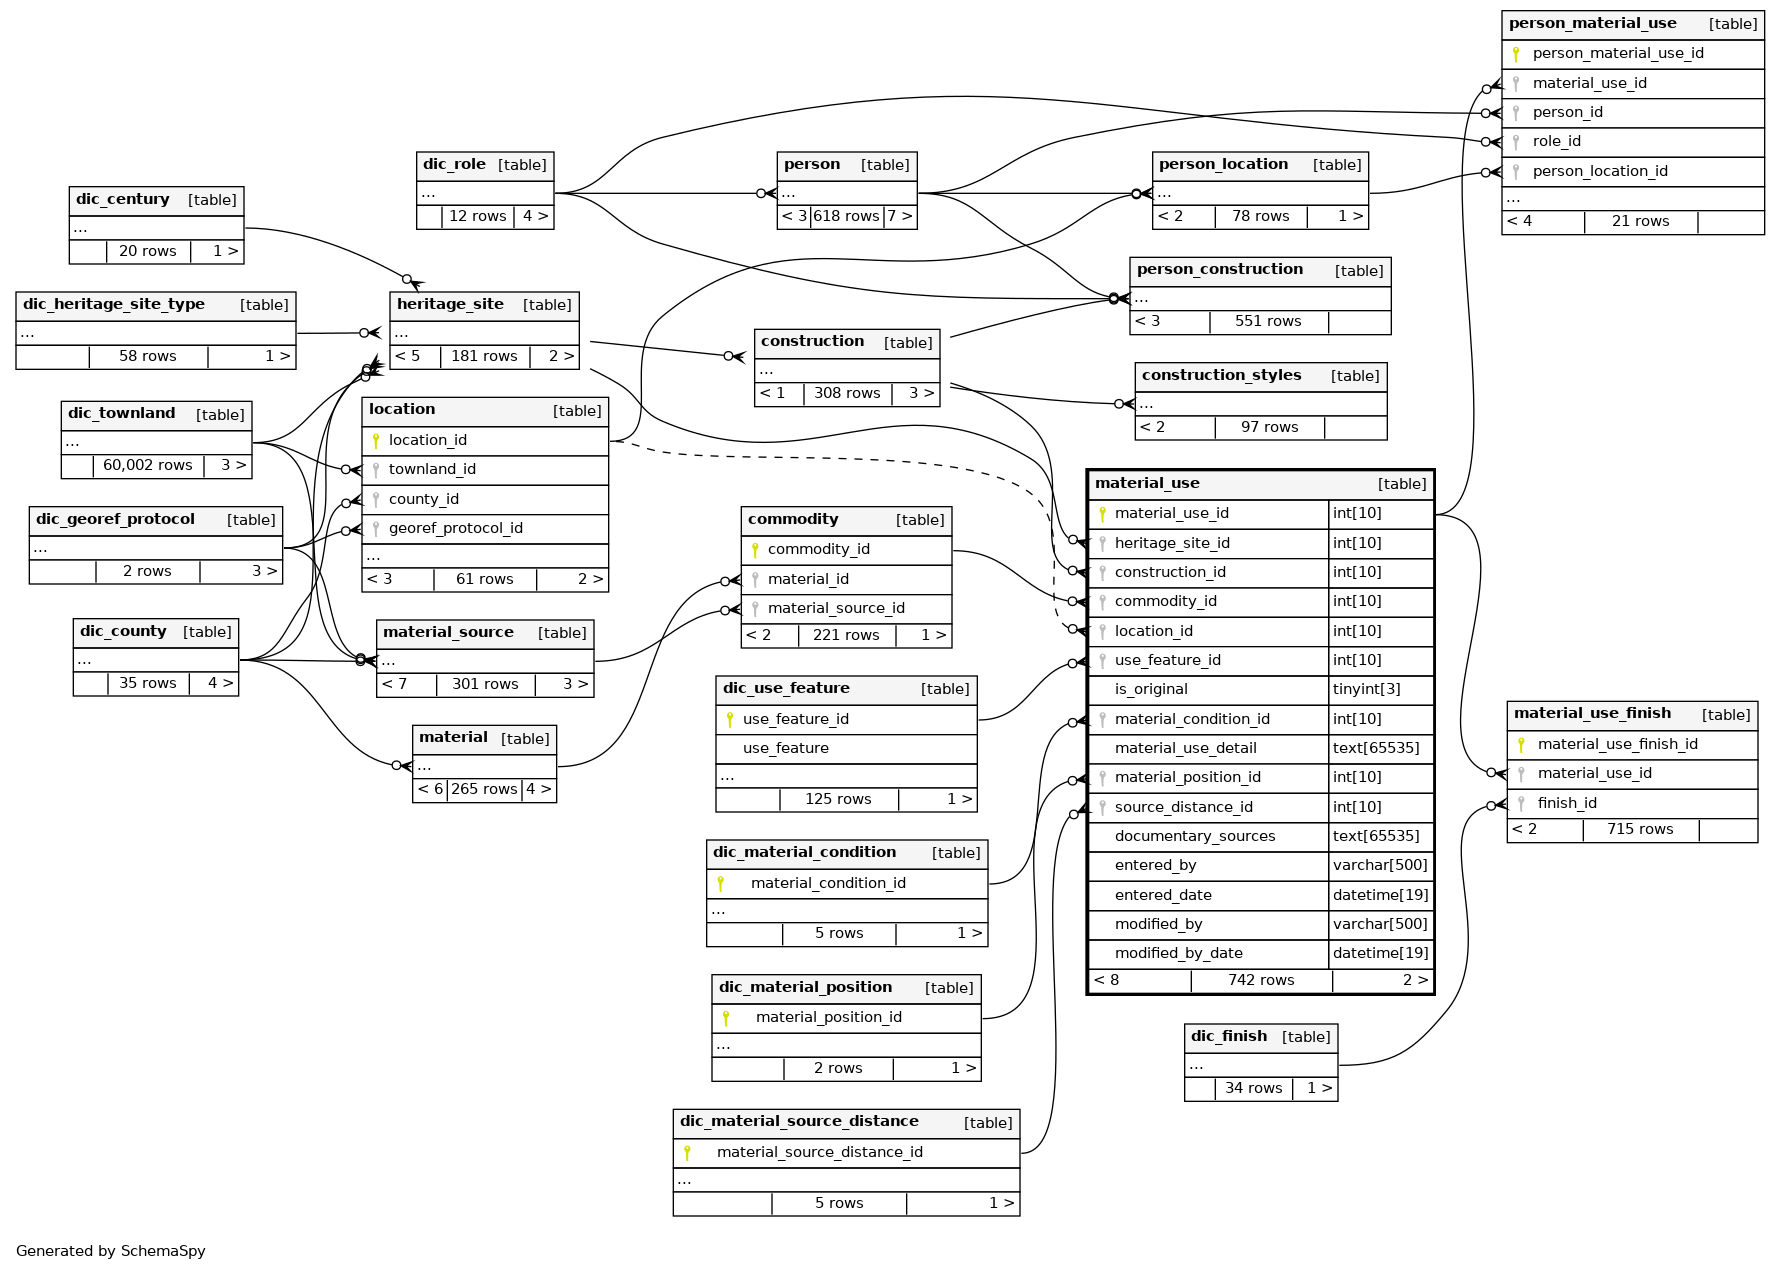 person_material_use [table]
person_material_use_id
material_use_id
person_id
role_id
person_location_id
...
< 4 21 rows
dic_role [table]
...
12 rows 4 >
person [table]
...
< 3 618 rows 7 >
person_location [table]
...
< 2 78 rows 1 >
dic_century [table]
...
20 rows 1 >
person_construction [table]
...
< 3 551 rows
dic_heritage_site_type [table]
...
58 rows 1 >
heritage_site [table]
...
< 5 181 rows 2 >
construction [table]
...
< 1 308 rows 3 >
construction_styles [table]
...
< 2 97 rows
dic_townland [table]
...
60,002 rows 3 >
location [table]
location_id
townland_id
county_id
georef_protocol_id
...
< 3 61 rows 2 >
dic_georef_protocol [table]
...
2 rows 3 >
commodity [table]
commodity_id
material_id
material_source_id
< 2 221 rows 1 >
material_use [table]
material_use_id int[10]
heritage_site_id int[10]
construction_id int[10]
commodity_id int[10]
location_id int[10]
use_feature_id int[10]
is_original tinyint[3]
material_condition_id int[10]
material_use_detail text[65535]
material_position_id int[10]
source_distance_id int[10]
documentary_sources text[65535]
entered_by varchar[500]
entered_date datetime[19]
modified_by varchar[500]
modified_by_date datetime[19]
< 8 742 rows 2 >
dic_county [table]
...
35 rows 4 >
material_source [table]
...
< 7 301 rows 3 >
dic_use_feature [table]
use_feature_id
use_feature
...
125 rows 1 >
material [table]
...
< 6 265 rows 4 >
material_use_finish [table]
material_use_finish_id
material_use_id
finish_id
< 2 715 rows
dic_material_condition [table]
material_condition_id
...
5 rows 1 >
dic_material_position [table]
material_position_id
...
2 rows 1 >
dic_finish [table]
...
34 rows 1 >
dic_material_source_distance [table]
material_source_distance_id
...
5 rows 1 >
Generated by SchemaSpy